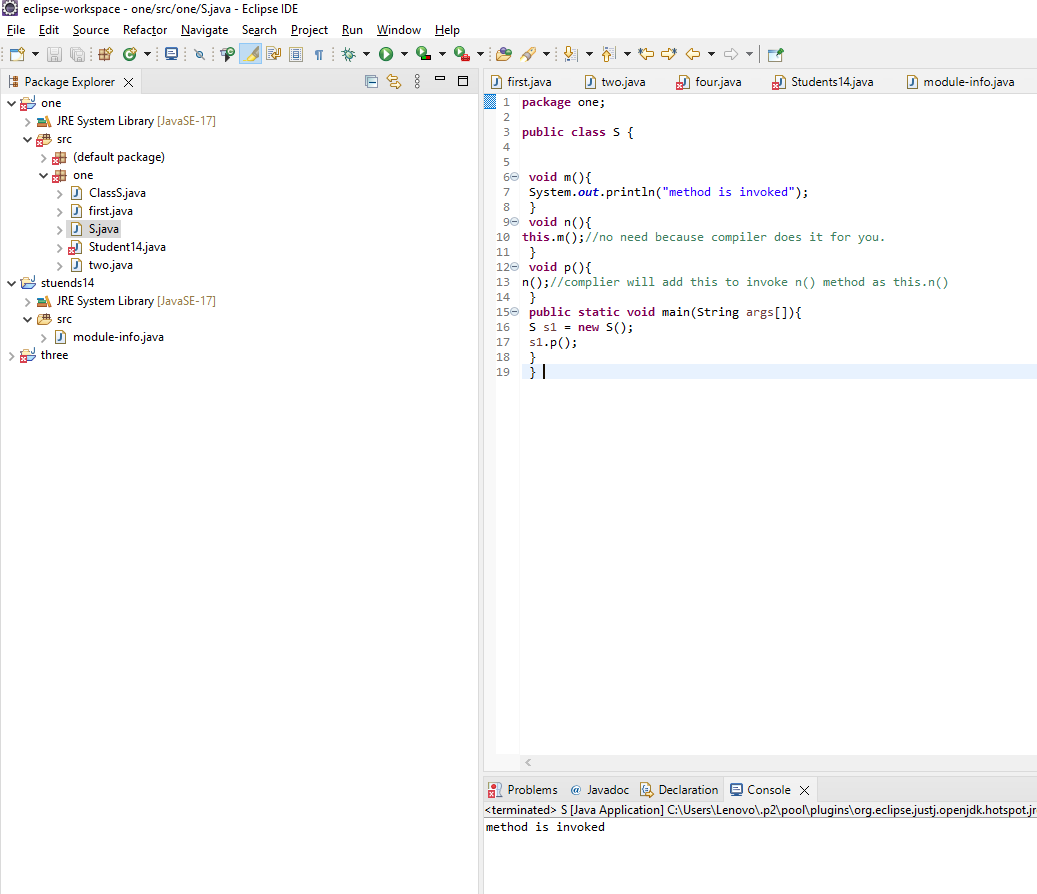 eclipse-workspace - one/src/one/S.java - Eclipse IDE
File Edit Source Refactor Navigate Search Project Run Window Help
Package Explorer
one
JRE System Library [JavaSE-17]
src
(default package)
one
ClassS.java
first.java
S.java
Student14.java
two.java
stuends14
JRE System Library [JavaSE-17]
src
module-info.java
three
first.java two.java four.java Students14.java module-info.java
1 package one;
2
3 public class S {
4
5
6 void m(){
7 System.out.println("method is invoked");
8 }
9 void n(){
10 this.m();//no need because compiler does it for you.
11 }
12 void p(){
13 n();//complier will add this to invoke n() method as this.n()
14 }
15 public static void main(String args[]){
16 S s1 = new S();
17 s1.p();
18 }
19 }
Problems @ Javadoc Declaration Console
<terminated> S [Java Application] C:\Users\Lenovo\.p2\pool\plugins\org.eclipse.justj.openjdk.hotspot.jr
method is invoked